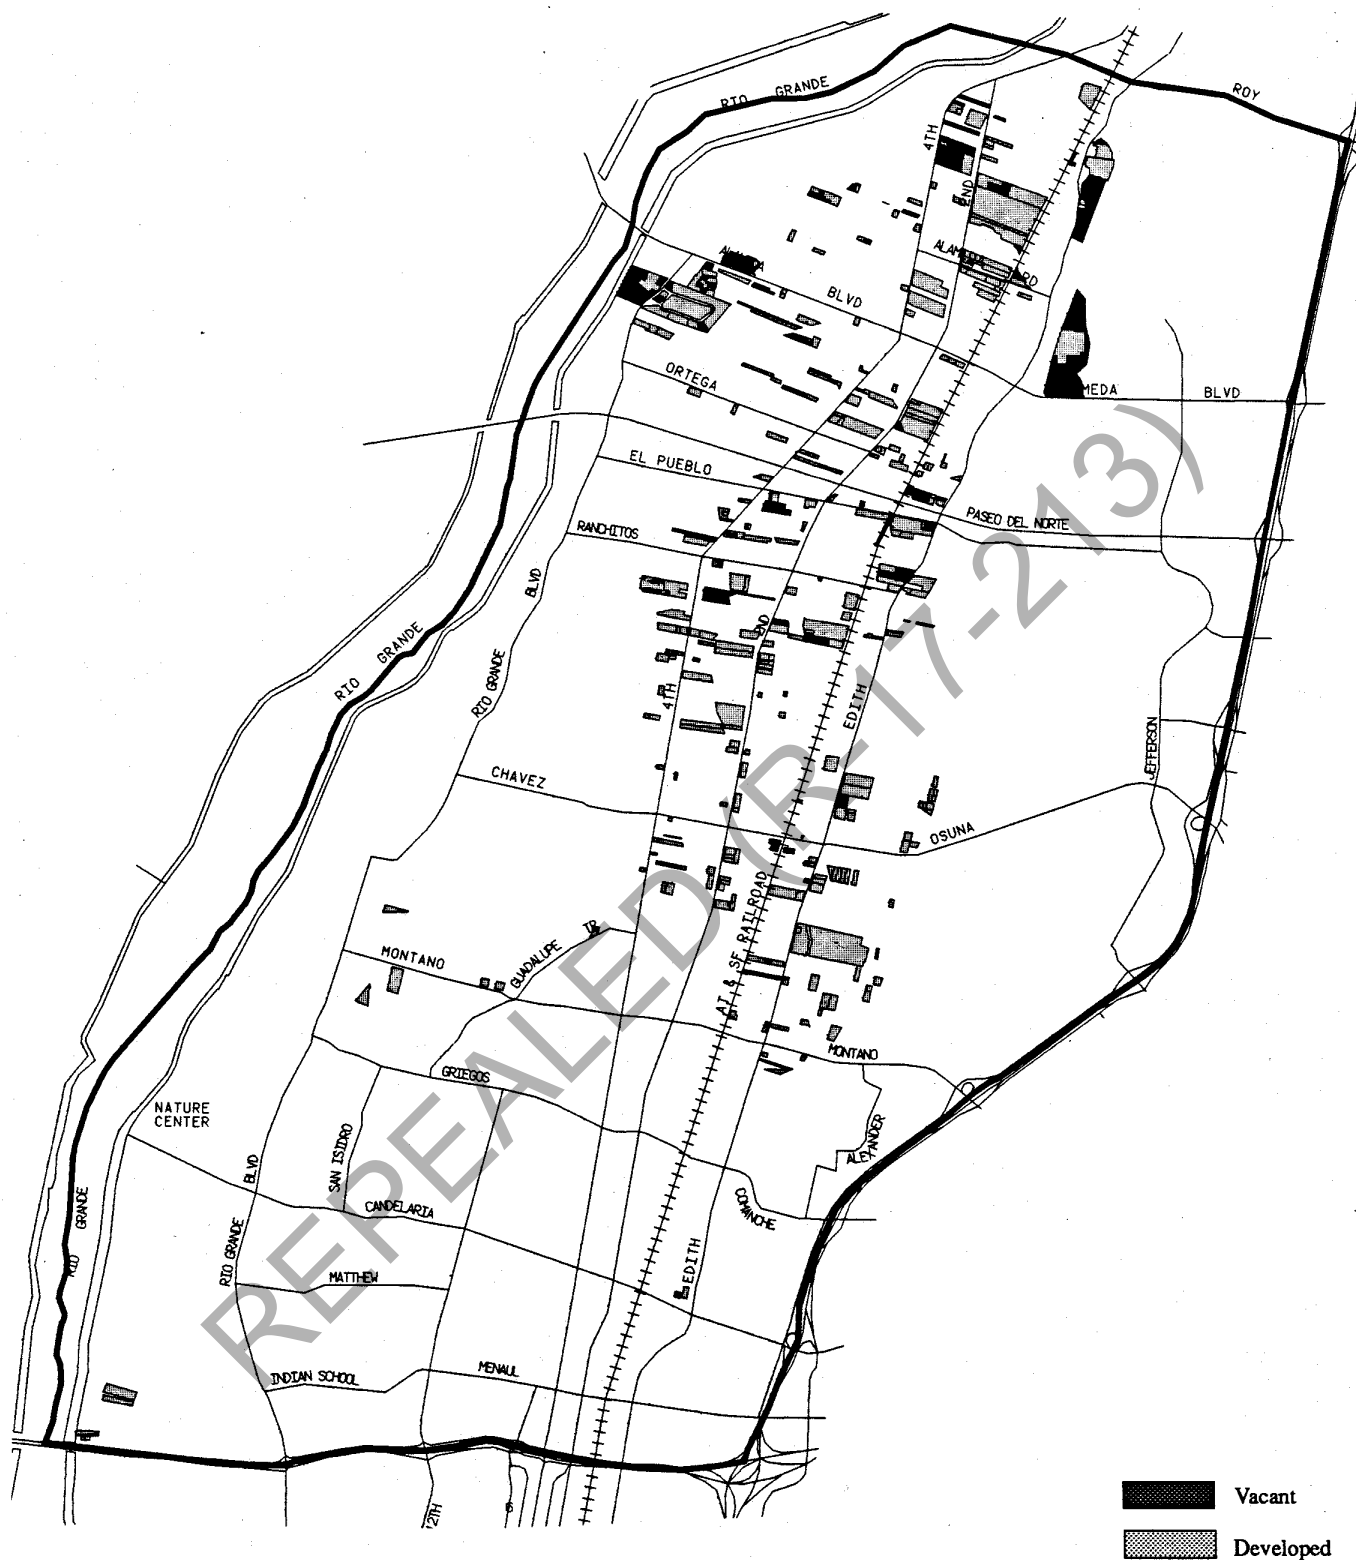 RIO GRANDE
ROY
4TH
2ND
ALAMEDA
RD
BLVD
ORTEGA
MEDA BLVD
EL PUEBLO
PASEO DEL NORTE
RANCHITOS
BLVD
RIO GRANDE
2ND
RIO GRANDE
4TH
EDITH
JEFFERSON
CHAVEZ
OSUNA
AT & SF RAILROAD
GUADALUPE TR
MONTANO
MONTANO
GRIEGOS
NATURE
CENTER
SAN ISIDRO
ALEXANDER
BLVD
RIO GRANDE
CANDELARIA
COMANCHE
RIO GRANDE
EDITH
MATTHEW
INDIAN SCHOOL
MENAUL
12TH
6
REPEALED (R-17-213)
Vacant
Developed